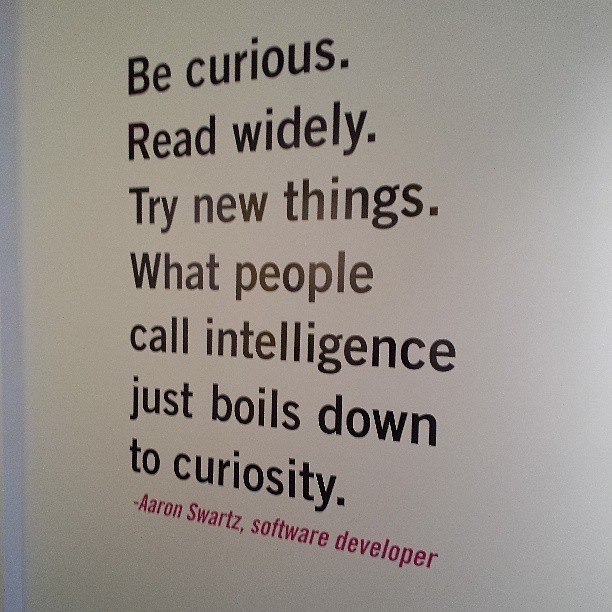 Be curious.
Read widely.
Try new things.
What people
call intelligence
just boils down
to curiosity.
-Aaron Swartz, software developer